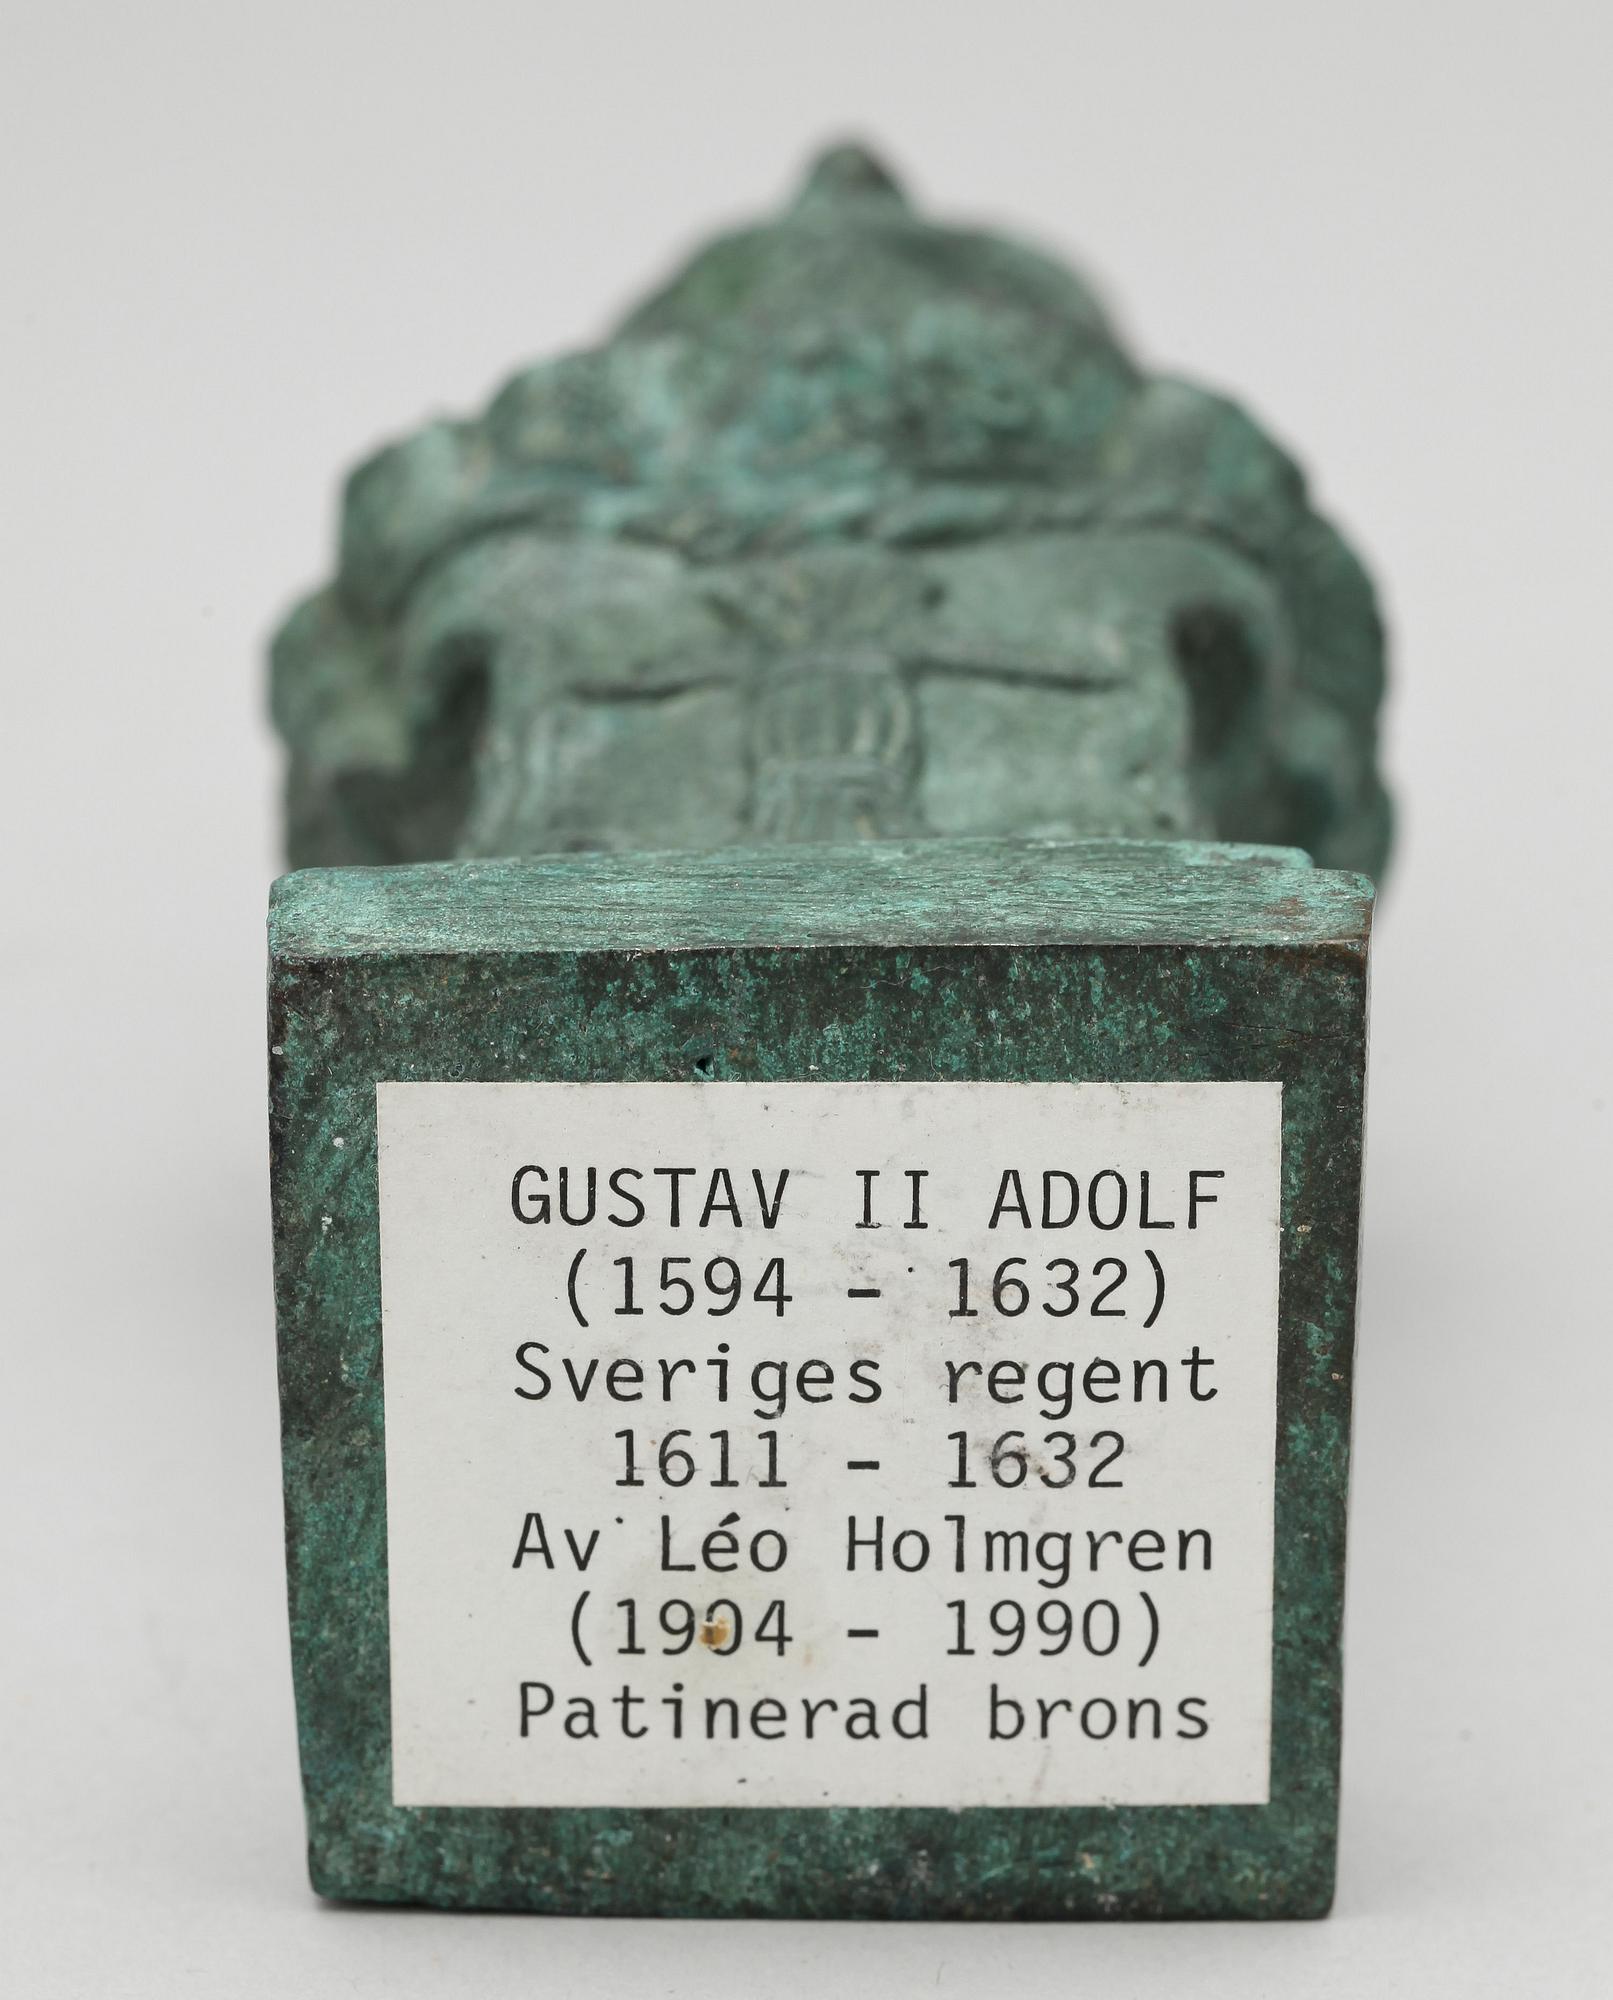 GUSTAV II ADOLF
(1594 - 1632)
Sveriges regent
1611 - 1632
Av Léo Holmgren
(1904 - 1990)
Patinerad brons